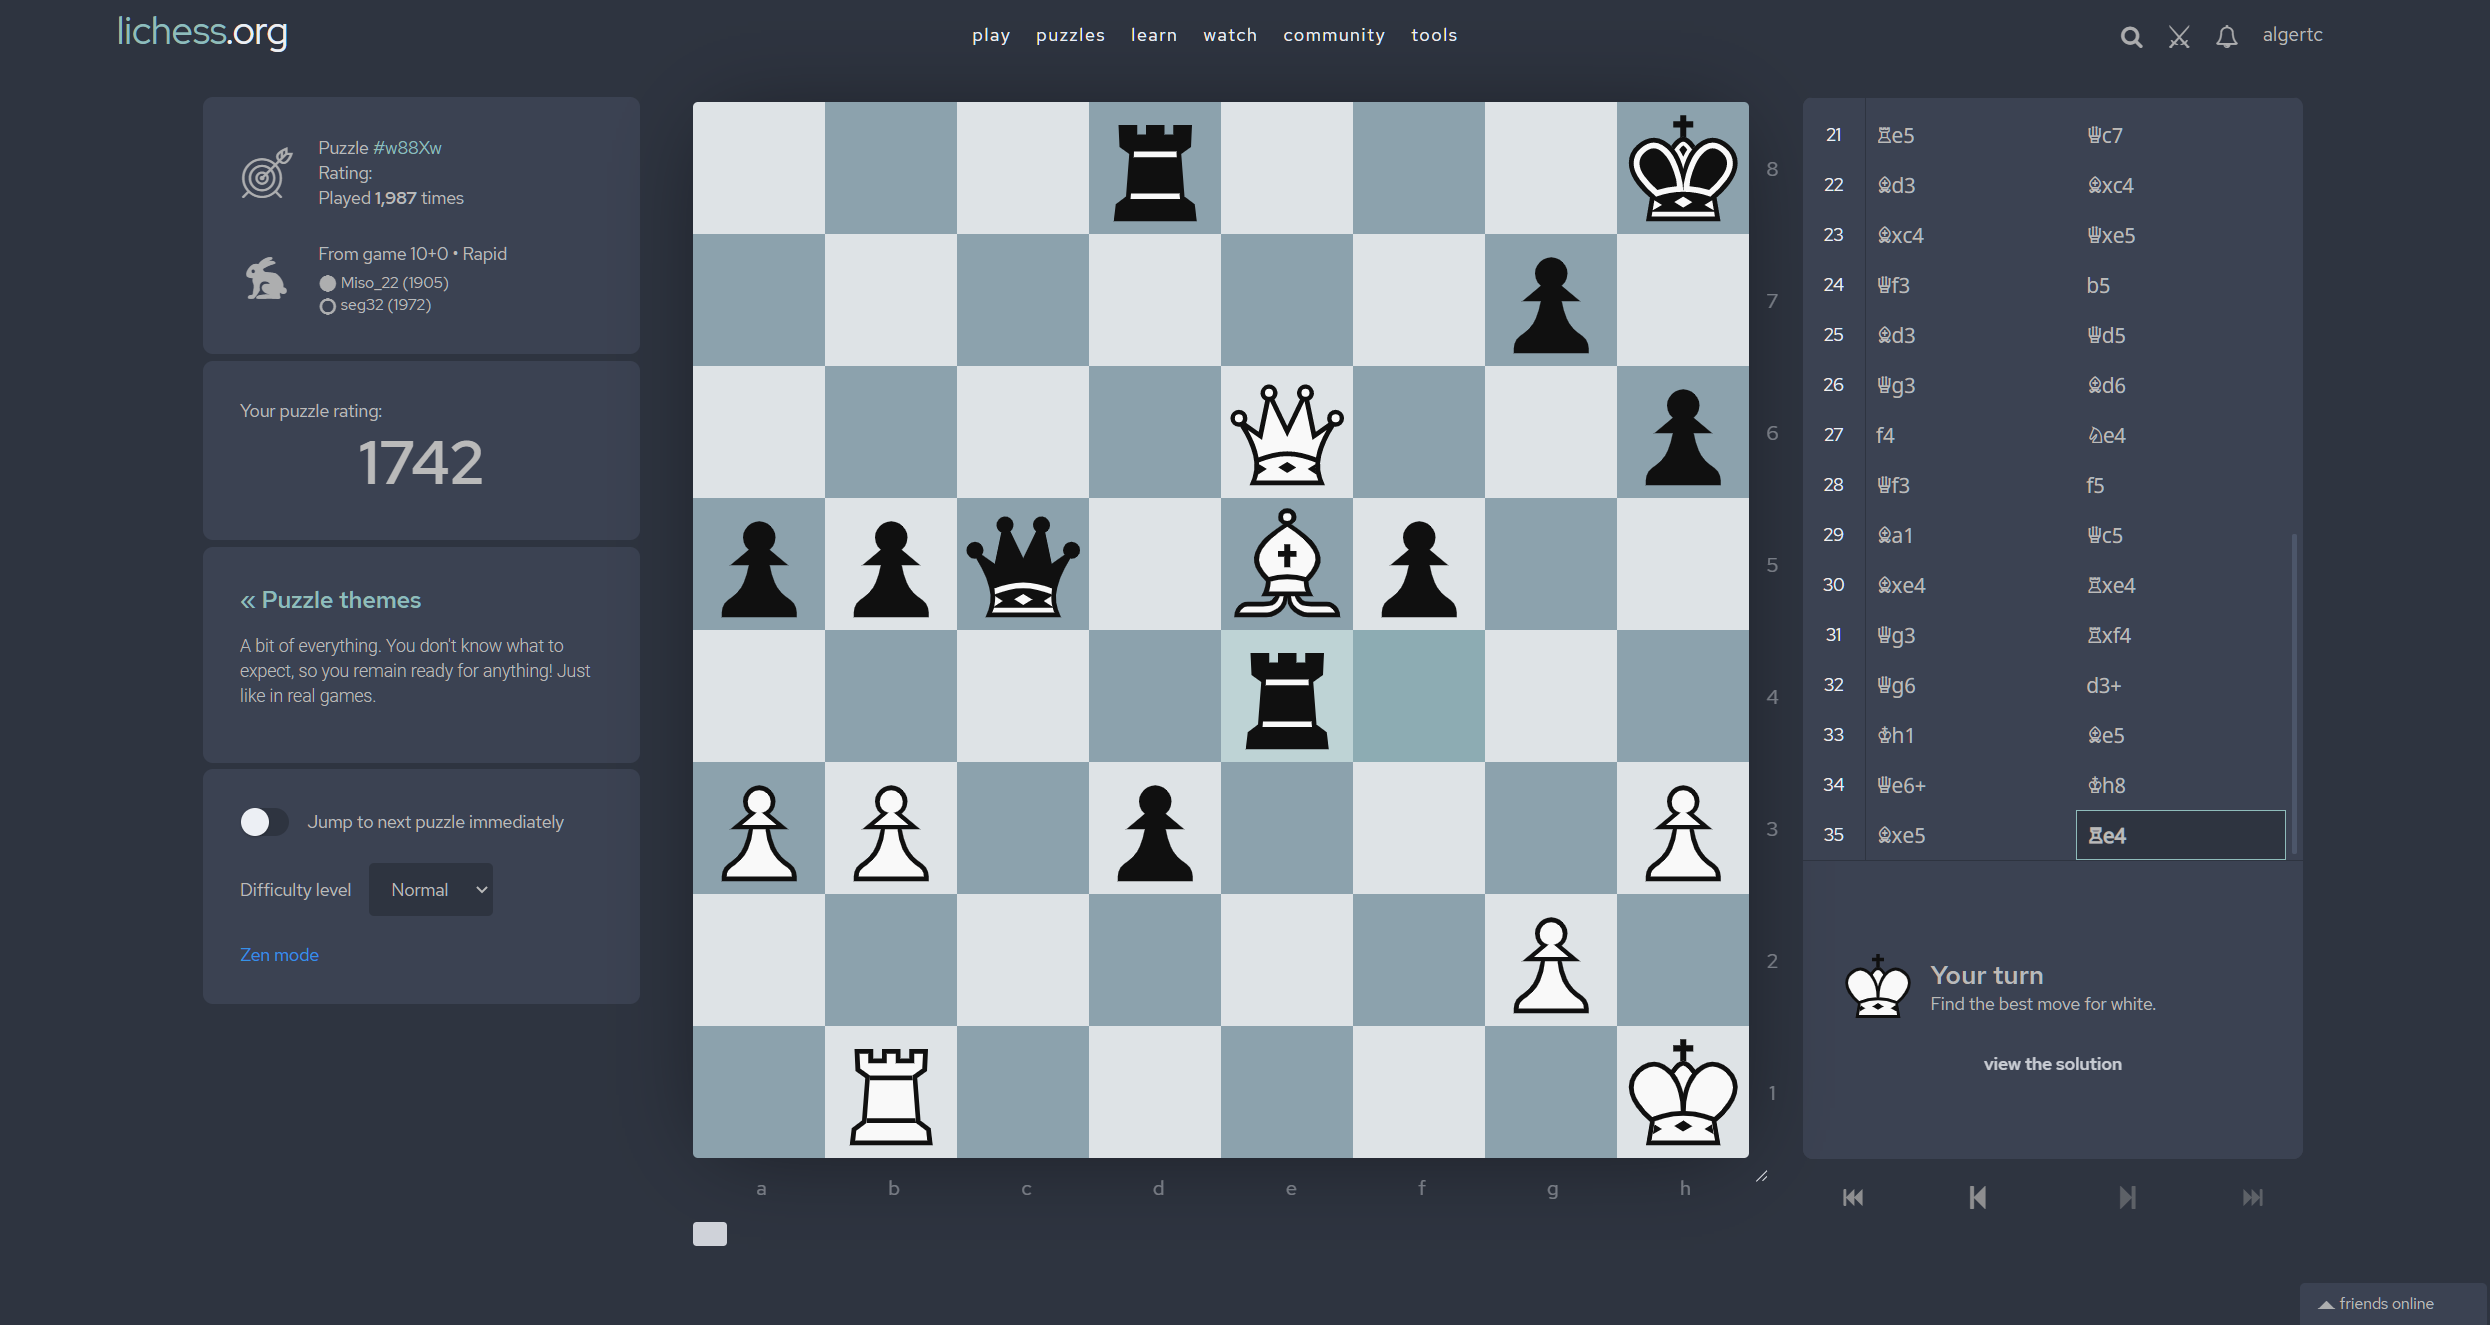 lichess.org
play puzzles learn watch community tools
algertc
Puzzle #w88Xw
Rating:
Played 1,987 times
From game 10+0 • Rapid
Miso_22 (1905)
seg32 (1972)
Your puzzle rating:
1742
« Puzzle themes
A bit of everything. You don't know what to
expect, so you remain ready for anything! Just
like in real games.
Jump to next puzzle immediately
Difficulty level Normal
Zen mode
8
7
6
5
4
3
2
1
a b c d e f g h
21 ♖e5 ♕c7
22 ♗d3 ♗xc4
23 ♗xc4 ♕xe5
24 ♕f3 b5
25 ♗d3 ♕d5
26 ♕g3 ♗d6
27 f4 ♘e4
28 ♕f3 f5
29 ♗a1 ♕c5
30 ♗xe4 ♖xe4
31 ♕g3 ♖xf4
32 ♕g6 d3+
33 ♔h1 ♗e5
34 ♕e6+ ♔h8
35 ♗xe5 ♖e4
Your turn
Find the best move for white.
view the solution
friends online